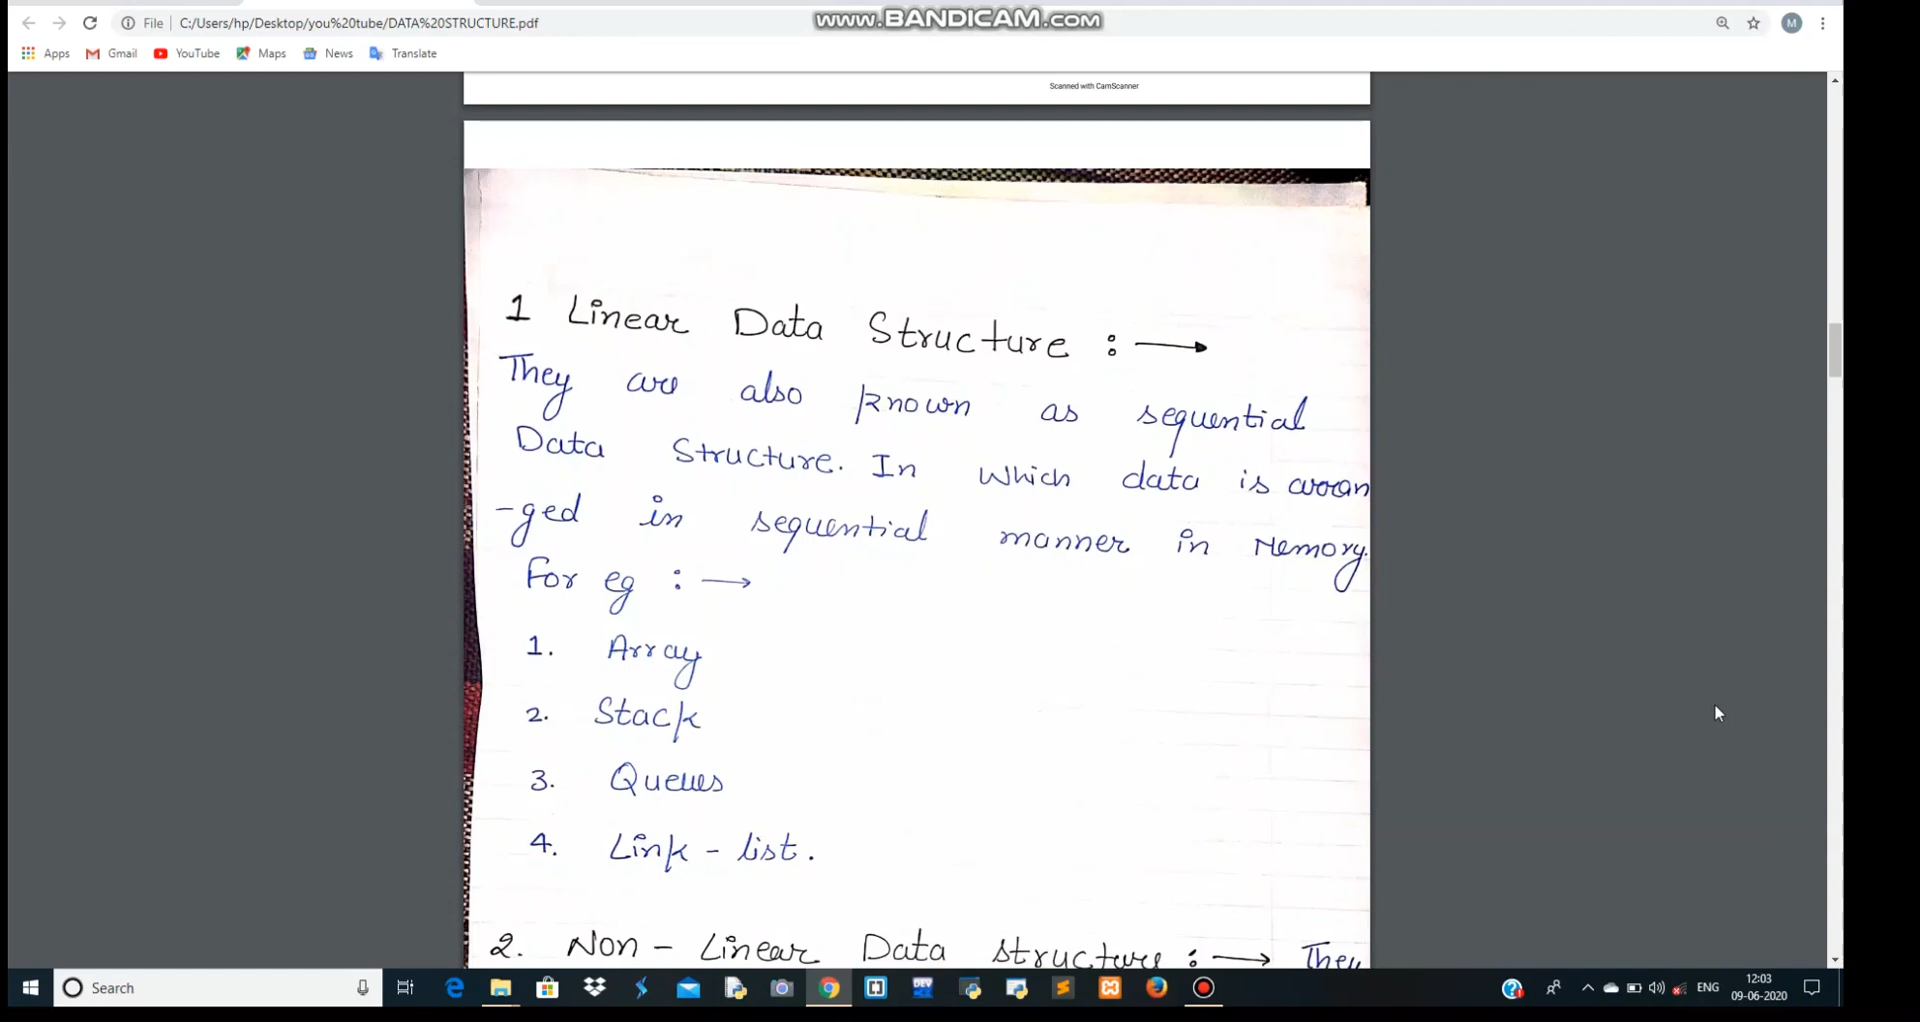 File C:/Users/hp/Desktop/you%20tube/DATA%20STRUCTURE.pdf
www.BANDICAM.com
M
Apps Gmail YouTube Maps News Translate
Scanned with CamScanner
1 Linear Data Structure : →
They are also known as sequential
Data Structure. In Which data is arran
-ged in sequential manner in Memory.
For eg : →
1. Array
2. Stack
3. Queues
4. Link - list.
2. Non - Linear Data structure : → They
Search
DEV
ENG
12:03
09-06-2020